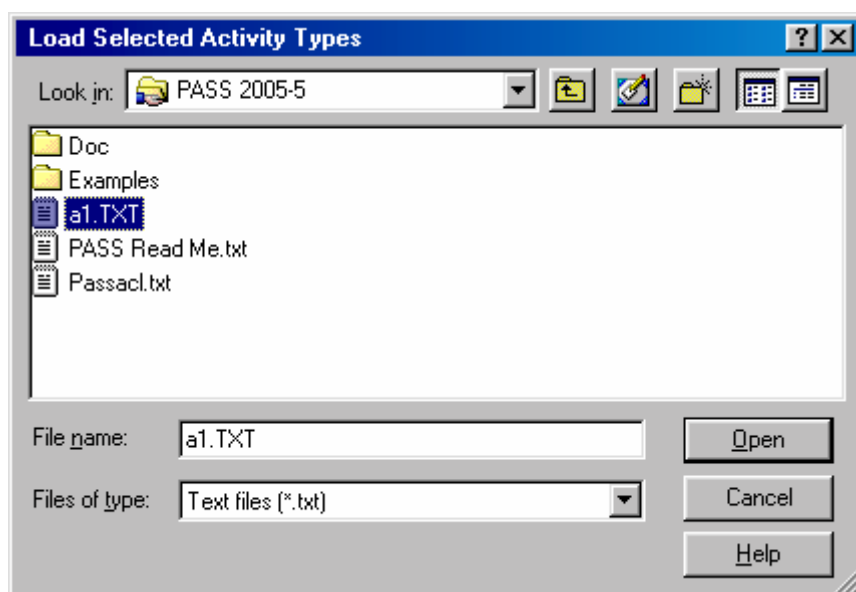 Load Selected Activity Types
Look in: PASS 2005-5
Doc
Examples
a1.TXT
PASS Read Me.txt
Passacl.txt
File name: a1.TXT Open
Files of type: Text files (*.txt) Cancel
Help